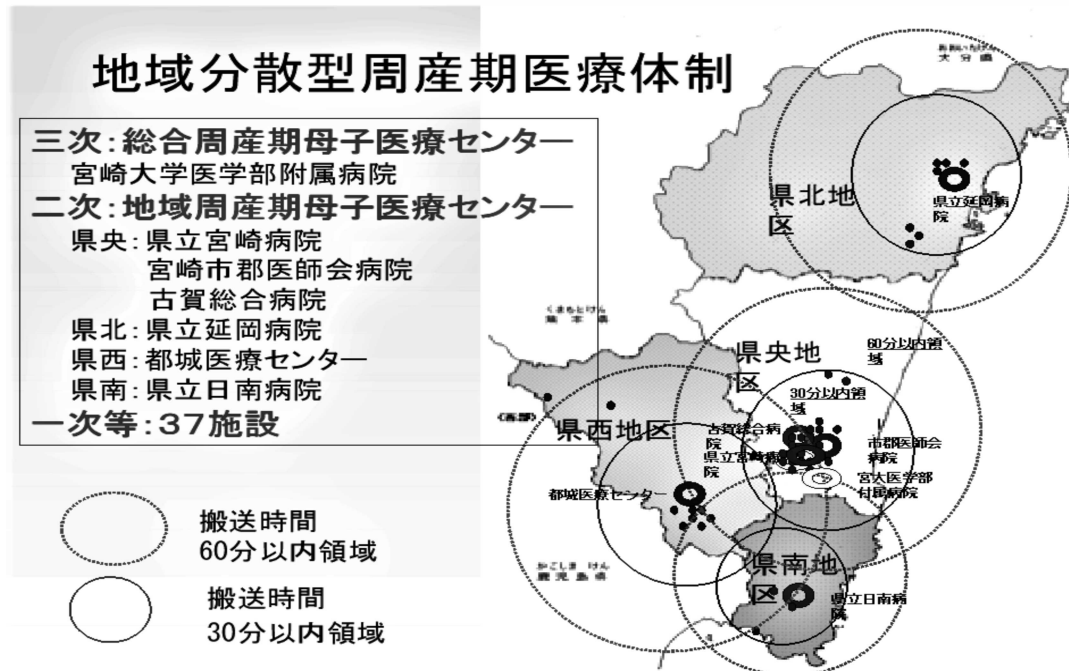 地域分散型周産期医療体制
三次:総合周産期母子医療センター
宮崎大学医学部附属病院
二次:地域周産期母子医療センター
県央:県立宮崎病院
宮崎市郡医師会病院
古賀総合病院
県北:県立延岡病院
県西:都城医療センター
県南:県立日南病院
一次等:37施設
搬送時間
60分以内領域
搬送時間
30分以内領域
大分県
県北地
区
県立延岡病
院
くまもとけん
熊本県
県央地
区
60分以内領
域
30分以内領
域
県西地区
古賀総合病
院
県立宮崎病
院
市郡医師会
病院
宮大医学部
付属病院
都城医療センター
かごしま けん
鹿児島県
県南地
区
県立日南病
院